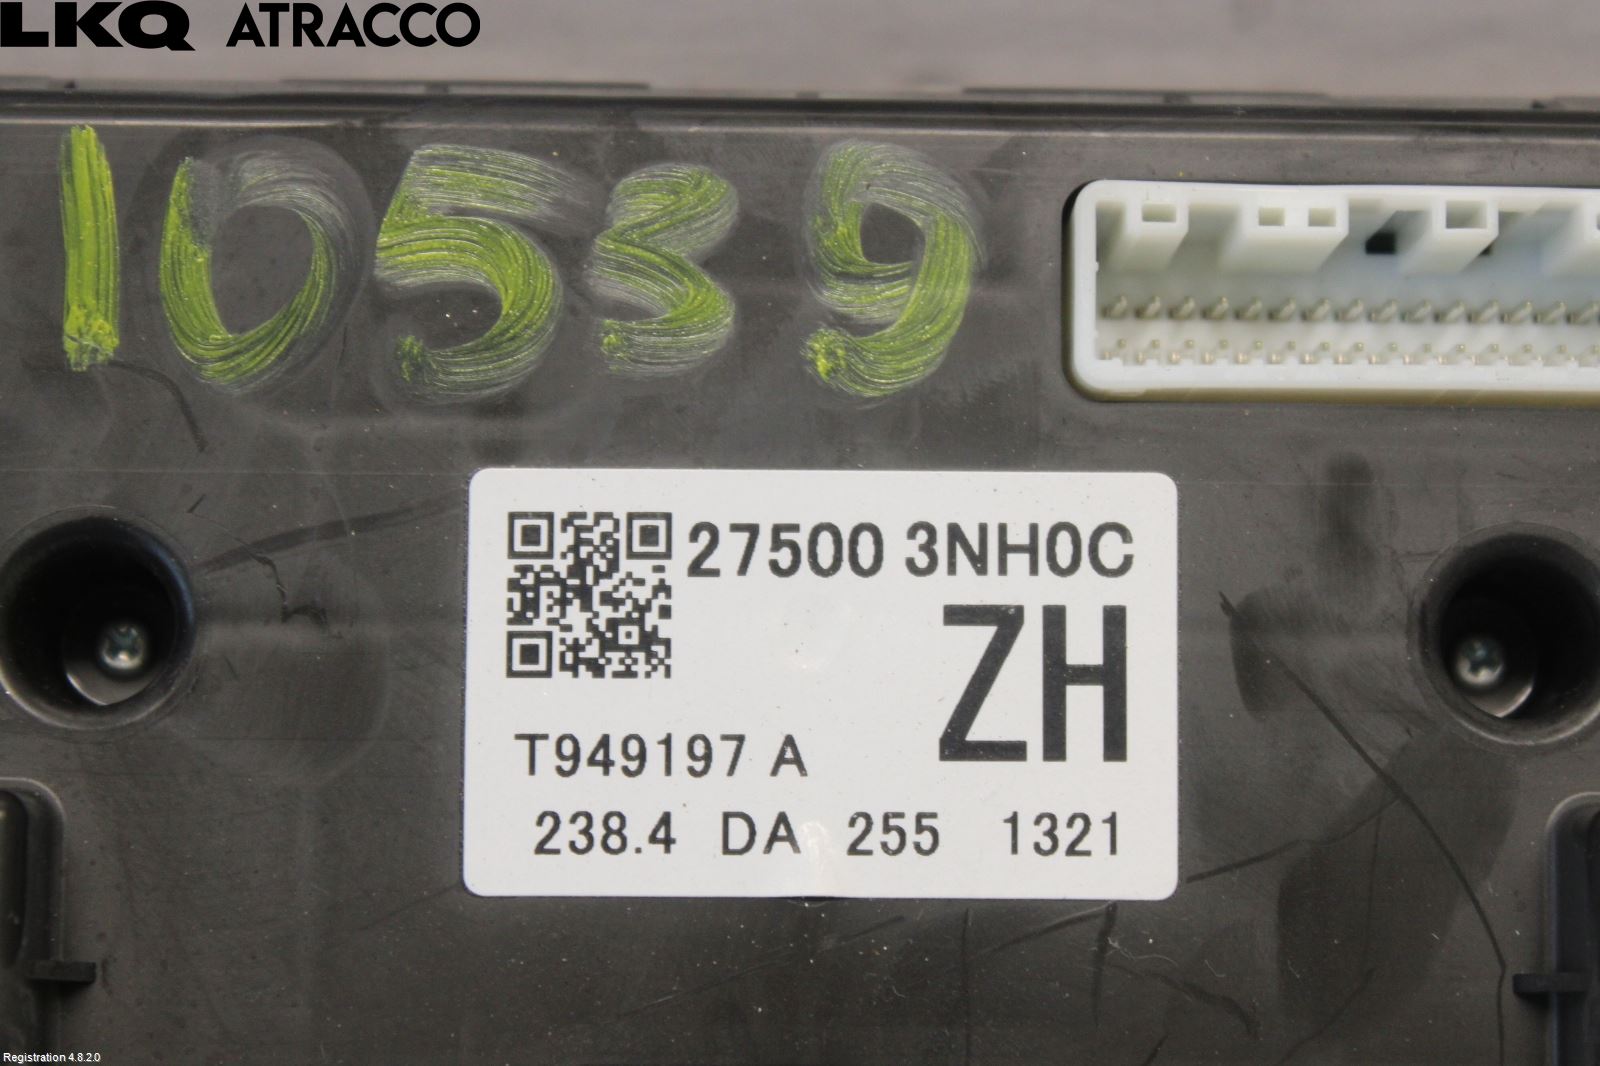 LKQ ATRACCO
10539
27500 3NH0C
ZH
T949197 A
238.4 DA 255 1321
Registration 4.8.2.0